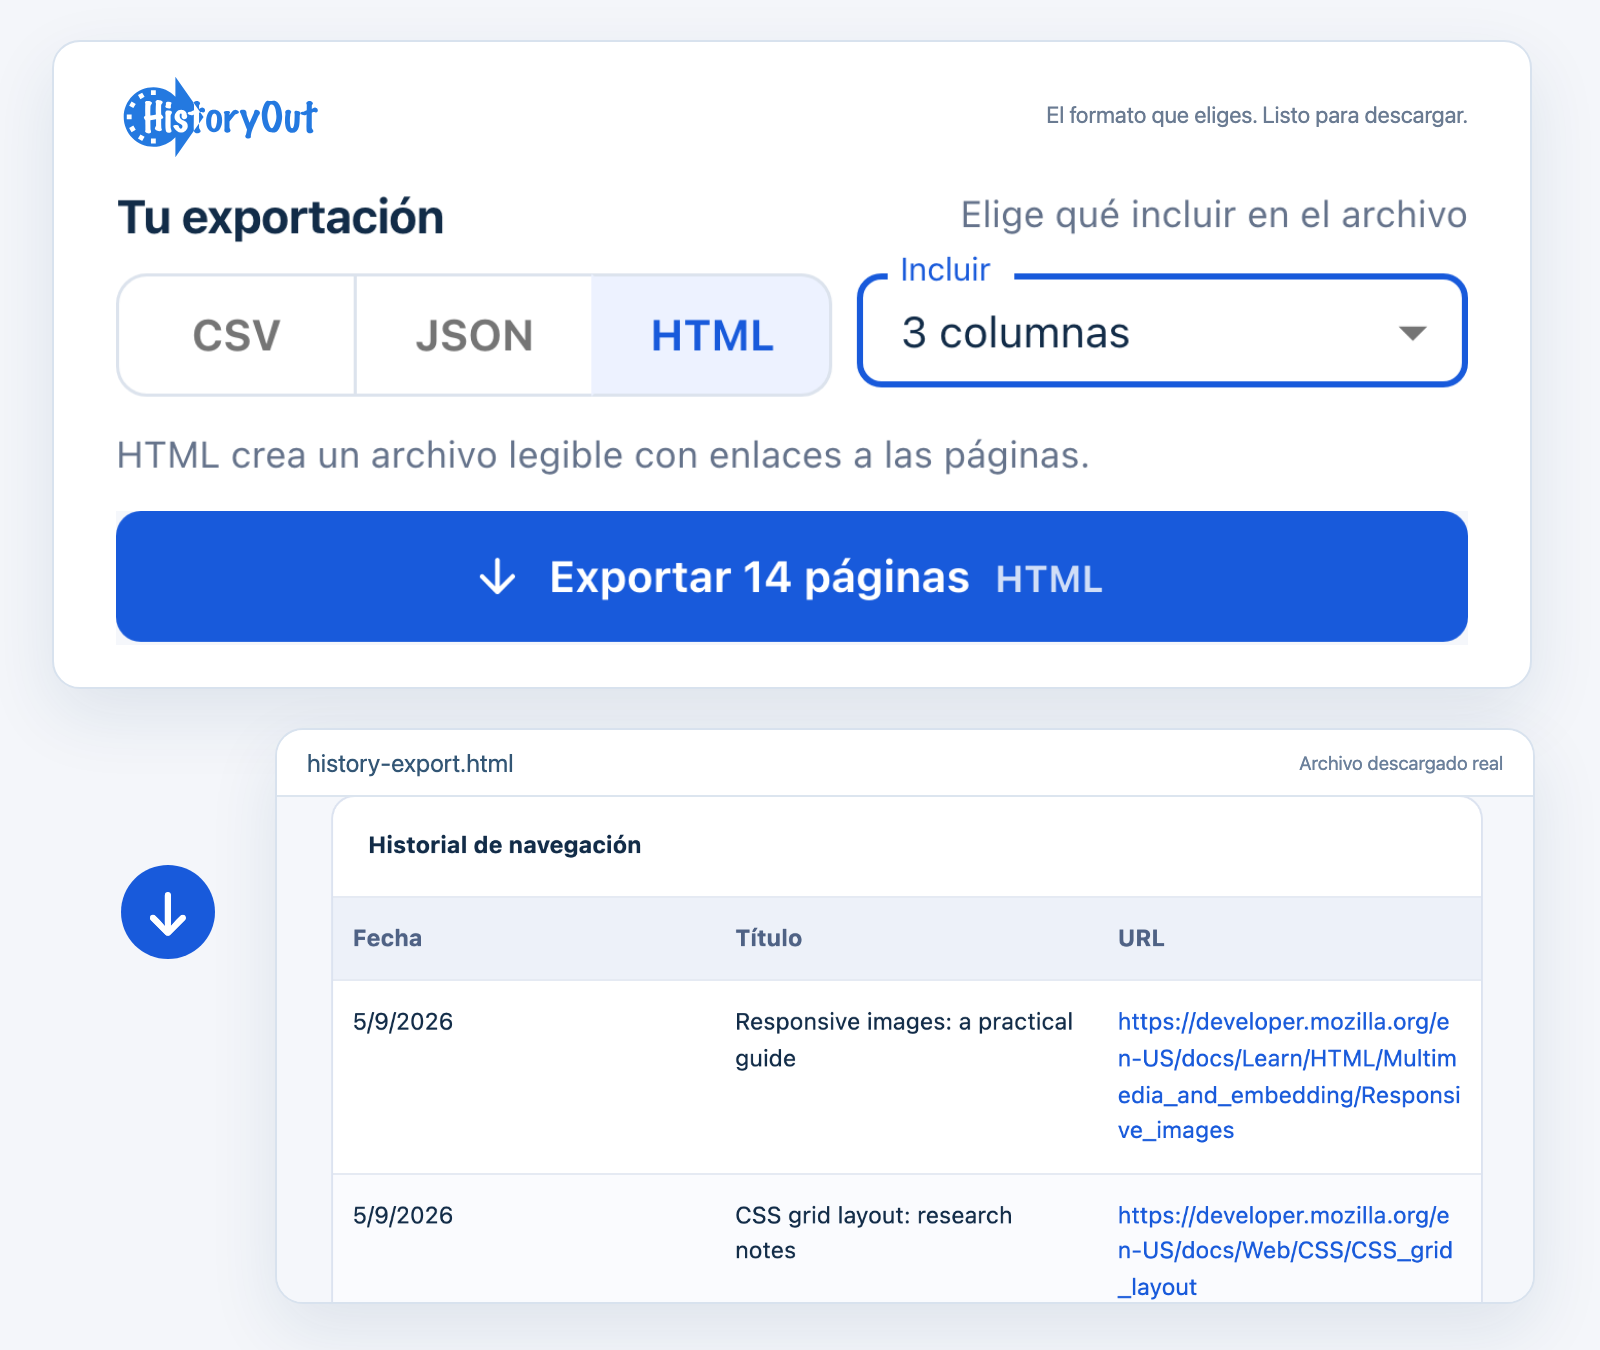 HistoryOut
El formato que eliges. Listo para descargar.
Tu exportación
Elige qué incluir en el archivo
CSV
JSON
HTML
Incluir
3 columnas
HTML crea un archivo legible con enlaces a las páginas.
Exportar 14 páginas HTML
history-export.html
Archivo descargado real
Historial de navegación
Fecha
Título
URL
5/9/2026
Responsive images: a practical
guide
https://developer.mozilla.org/e
n-US/docs/Learn/HTML/Multim
edia_and_embedding/Responsi
ve_images
5/9/2026
CSS grid layout: research
notes
https://developer.mozilla.org/e
n-US/docs/Web/CSS/CSS_grid
_layout